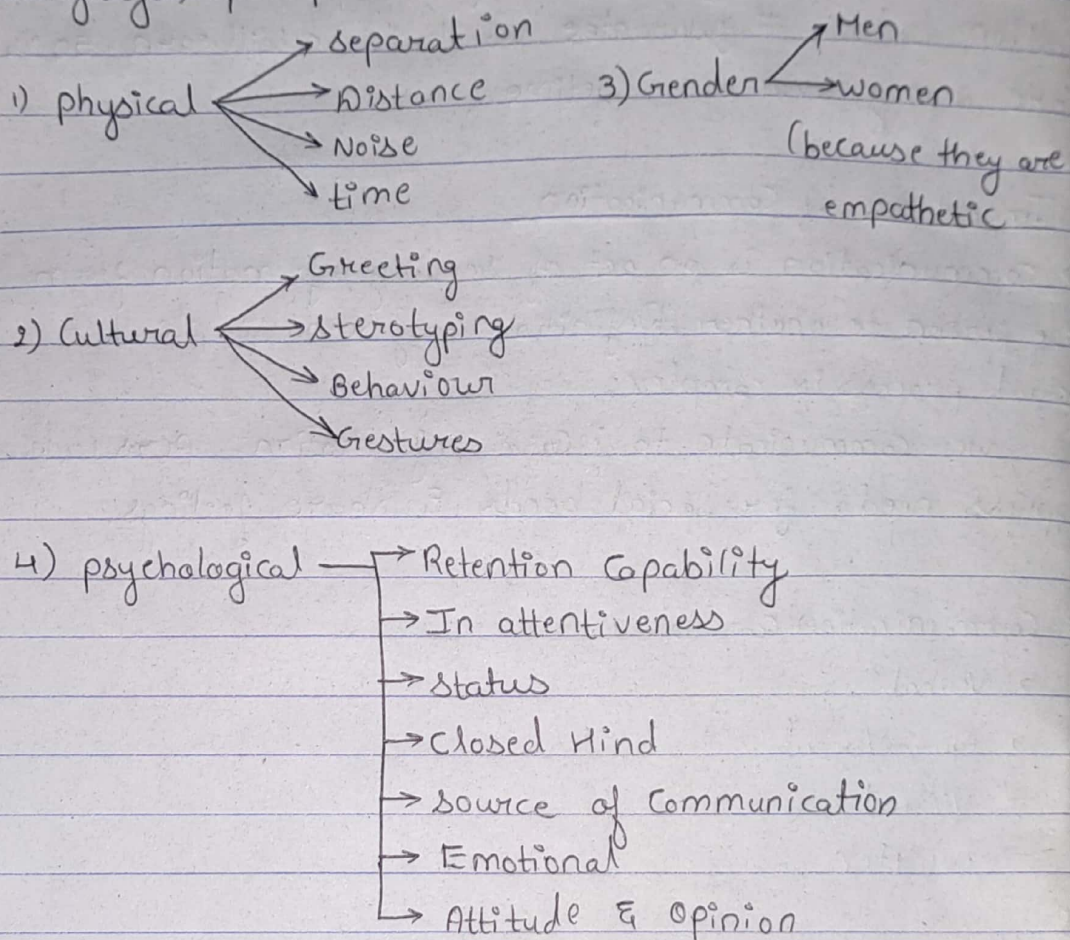 1) physical
separation
Distance
Noise
time
3) Gender
Men
women
(because they are
empathetic
2) Cultural
Greeting
sterotyping
Behaviour
Gestures
4) psychological
Retention Capability
In attentiveness
Status
Closed Mind
Source of Communication
Emotional
Attitude & Opinion